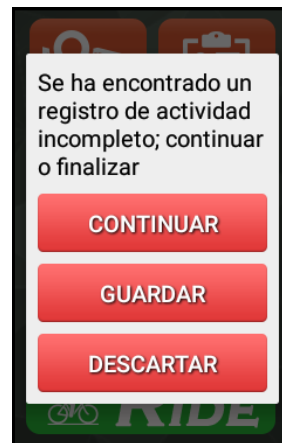 Se ha encontrado un
registro de actividad
incompleto; continuar
o finalizar
CONTINUAR
GUARDAR
DESCARTAR
RIDE